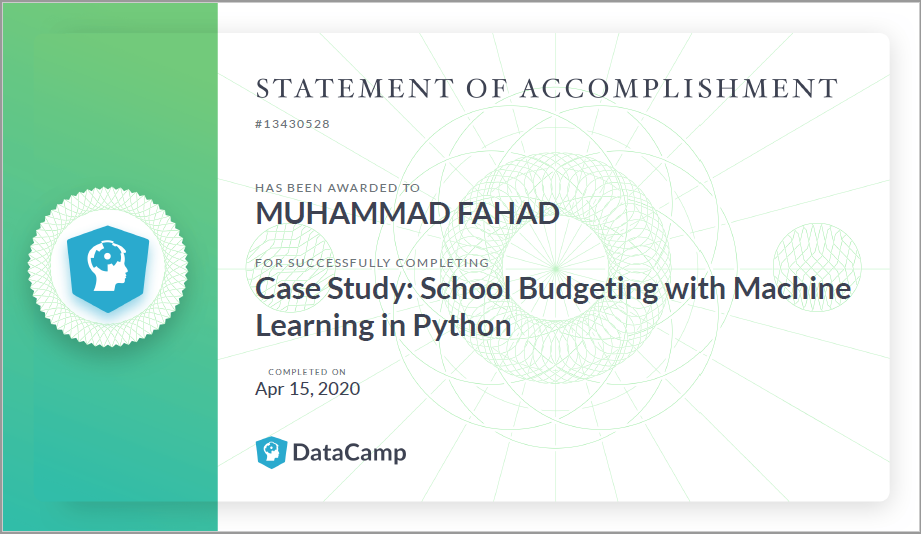 STATEMENT OF ACCOMPLISHMENT
#13430528
HAS BEEN AWARDED TO
MUHAMMAD FAHAD
FOR SUCCESSFULLY COMPLETING
Case Study: School Budgeting with Machine
Learning in Python
COMPLETED ON
Apr 15, 2020
DataCamp